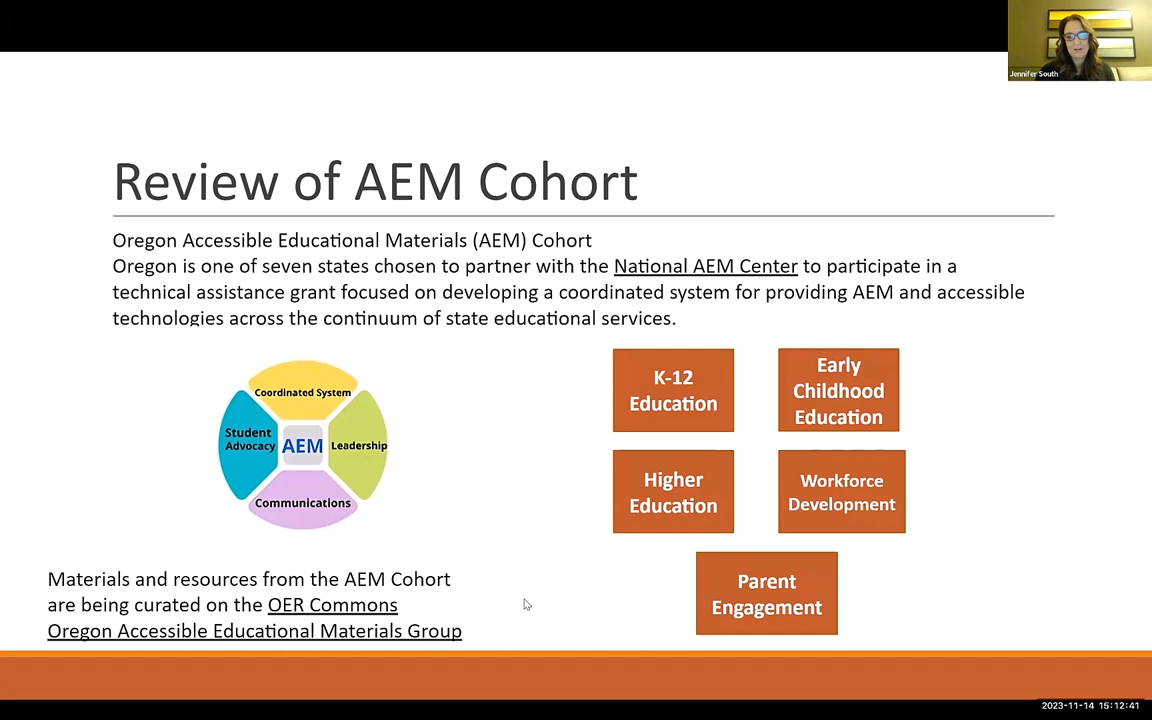 Jennifer South
Review of AEM Cohort
Oregon Accessible Educational Materials (AEM) Cohort
Oregon is one of seven states chosen to partner with the National AEM Center to participate in a
technical assistance grant focused on developing a coordinated system for providing AEM and accessible
technologies across the continuum of state educational services.
Coordinated System
Student
Advocacy
AEM
Leadership
Communications
K-12
Education
Early
Childhood
Education
Higher
Education
Workforce
Development
Parent
Engagement
Materials and resources from the AEM Cohort
are being curated on the OER Commons
Oregon Accessible Educational Materials Group
2023-11-14 15:12:41